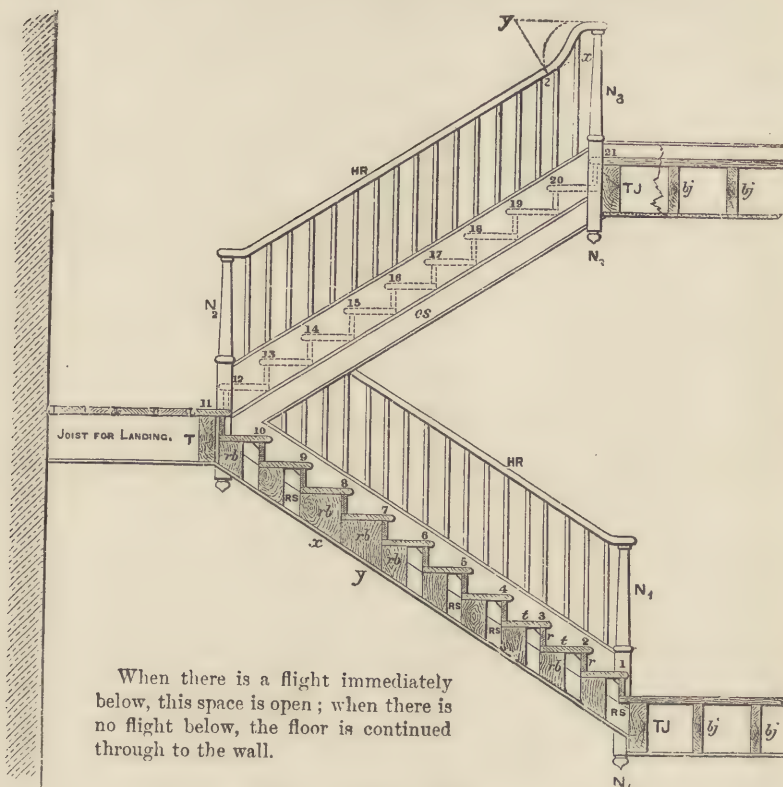 y
2
x
N3
HR
21
TJ bj bj
20
19
18
17
16
15
14
13
12
N2
cs
N3
11
JOIST FOR LANDING. T
10
rb
9
RS
8
rb
7
rb
6
rb
5
RS
4
RS
t 3
r
t 2
rb r
1
RS
HR
N1
x
y
TJ bj bj
When there is a flight immediately
below, this space is open; when there is
no flight below, the floor is continued
through to the wall.